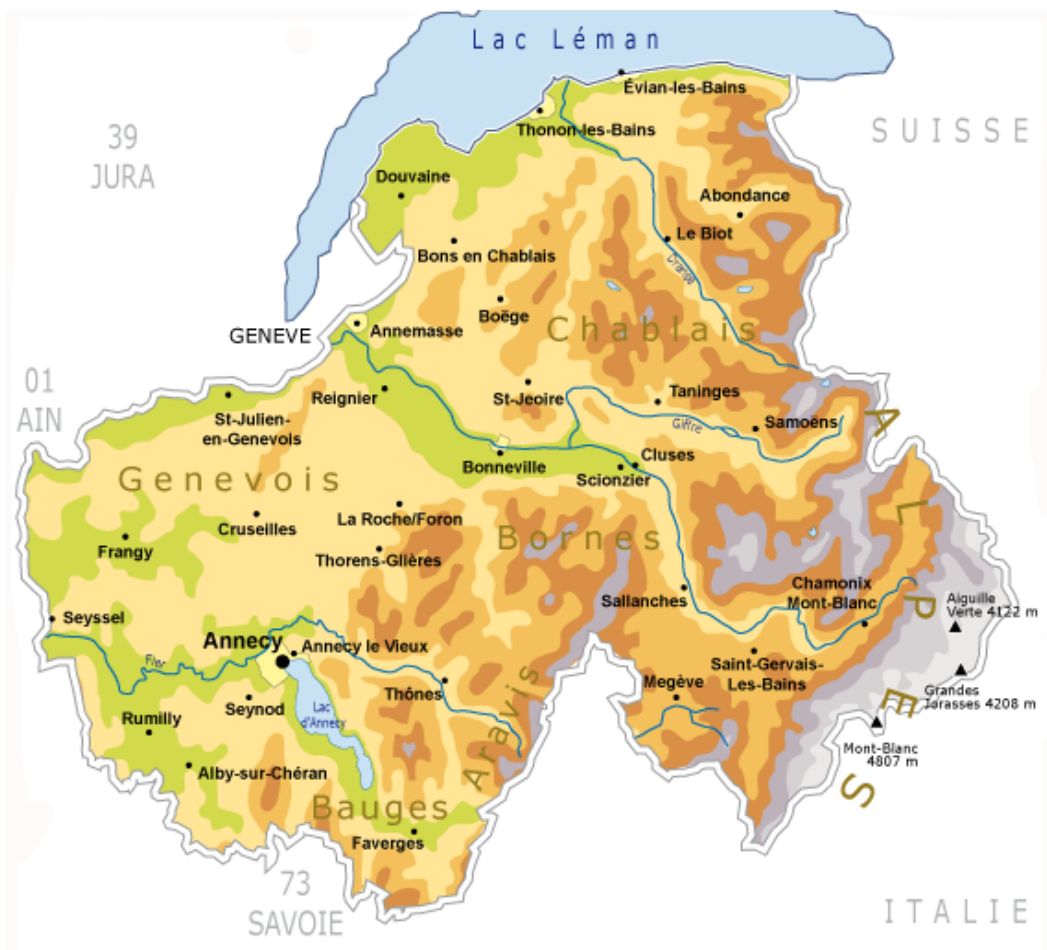 Lac Léman
Évian-les-Bains
Thonon-les-Bains
39
JURA
SUISSE
Douvaine
Abondance
Le Biot
Bons en Chablais
Dranse
Boëge
Chablais
Annemasse
GENEVE
01
AIN
Reignier
St-Jeoire
Taninges
St-Julien-
en-Genevois
Giffre
Samoëns
Bonneville
Cluses
Scionzier
Genevois
La Roche/Foron
Cruseilles
Bornes
Frangy
Thorens-Glières
ALPES
Chamonix
Mont-Blanc
Sallanches
Aiguille
Verte 4122 m
Seyssel
Annecy
Annecy le Vieux
Fier
Saint-Gervais-
Les-Bains
Megève
Thônes
Grandes
Jorasses 4208 m
Seynod
Lac
d'Annecy
Rumilly
Aravis
Mont-Blanc
4807 m
Alby-sur-Chéran
Bauges
Faverges
73
SAVOIE
ITALIE